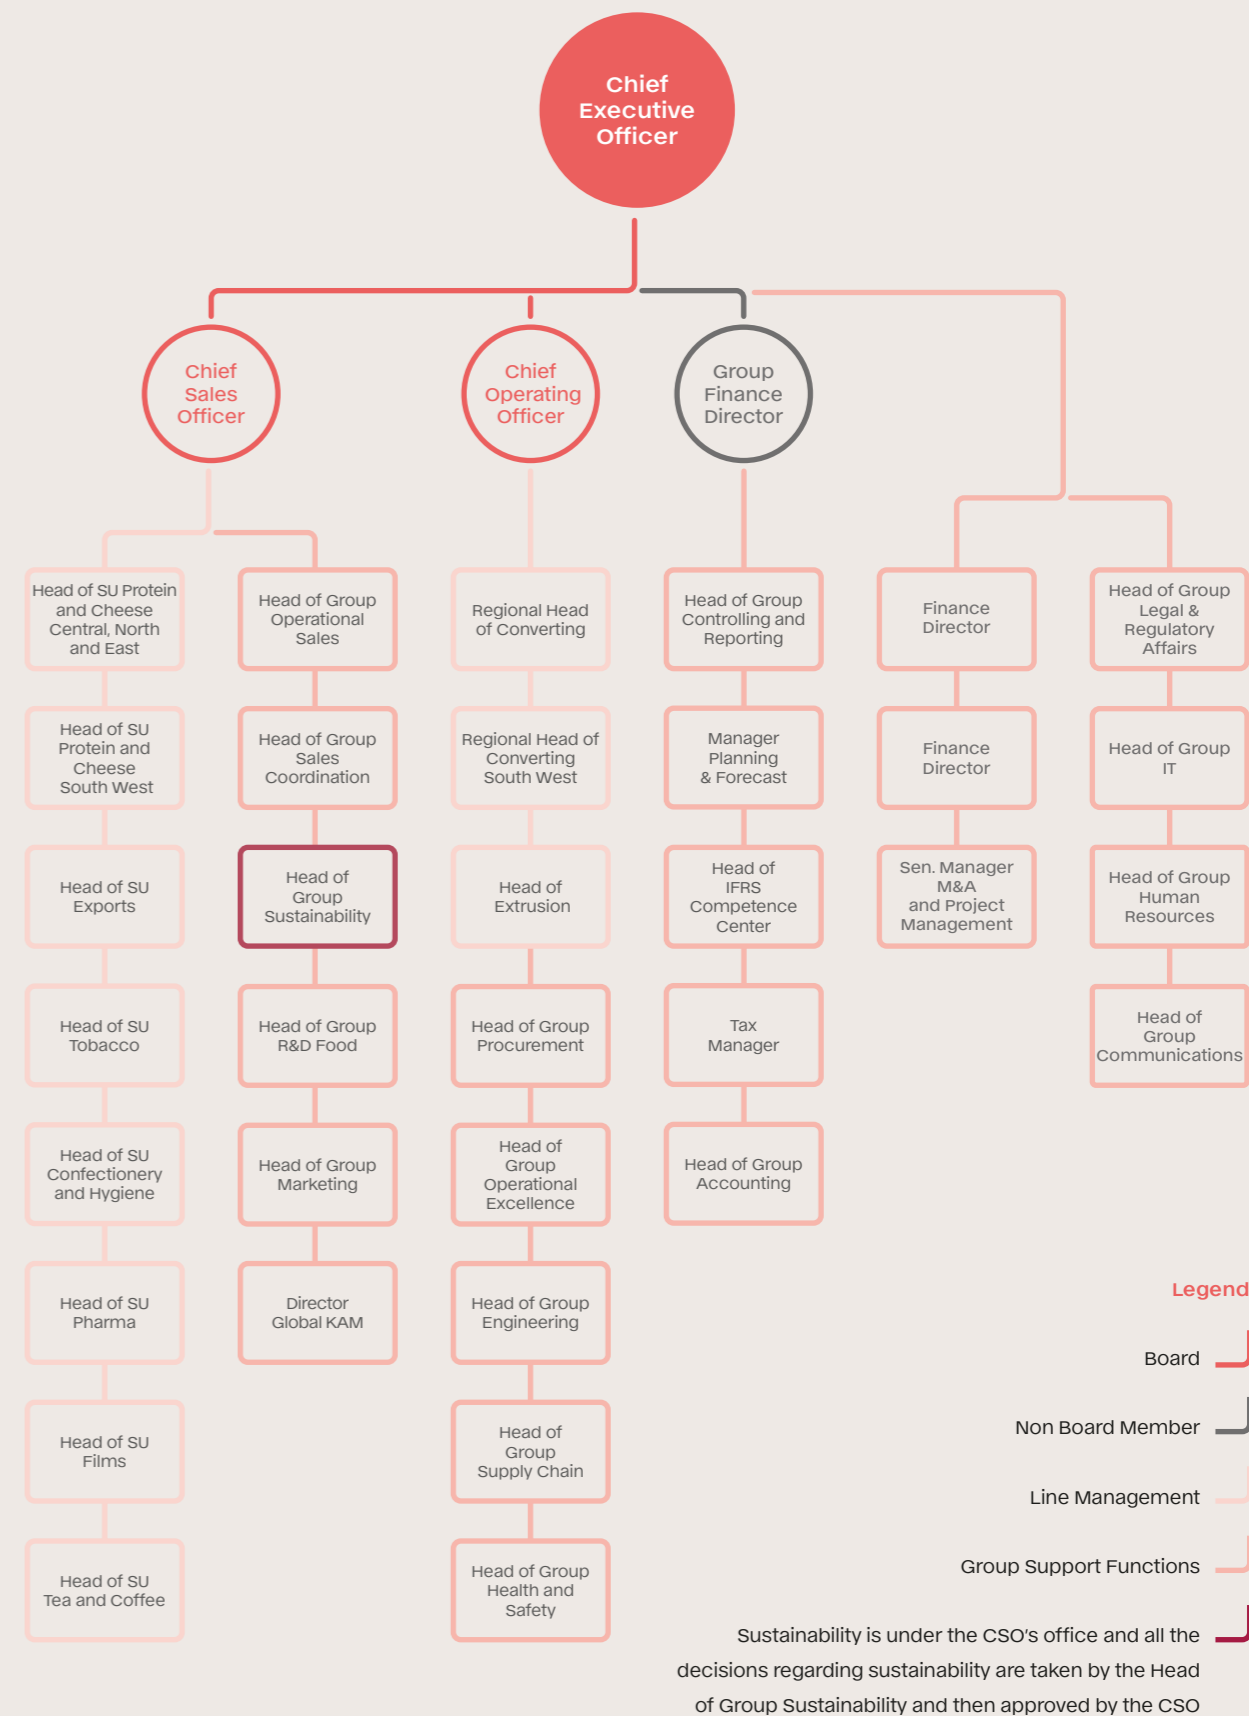 Chief
Executive
Officer
Chief
Sales
Officer
Chief
Operating
Officer
Group
Finance
Director
Head of SU Protein
and Cheese
Central, North
and East
Head of SU
Protein and
Cheese
South West
Head of SU
Exports
Head of SU
Tobacco
Head of SU
Confectionery
and Hygiene
Head of SU
Pharma
Head of SU
Films
Head of SU
Tea and Coffee
Head of Group
Operational
Sales
Head of Group
Sales
Coordination
Head of
Group
Sustainability
Head of Group
R&D Food
Head of Group
Marketing
Director
Global KAM
Regional Head
of Converting
Regional Head of
Converting
South West
Head of
Extrusion
Head of Group
Procurement
Head of
Group
Operational
Excellence
Head of Group
Engineering
Head of
Group
Supply Chain
Head of Group
Health and
Safety
Head of Group
Controlling and
Reporting
Manager
Planning
& Forecast
Head of
IFRS
Competence
Center
Tax
Manager
Head of Group
Accounting
Finance
Director
Finance
Director
Sen. Manager
M&A
and Project
Management
Head of Group
Legal &
Regulatory
Affairs
Head of Group
IT
Head of Group
Human
Resources
Head of
Group
Communications
Legend
Board
Non Board Member
Line Management
Group Support Functions
Sustainability is under the CSO's office and all the
decisions regarding sustainability are taken by the Head
of Group Sustainability and then approved by the CSO